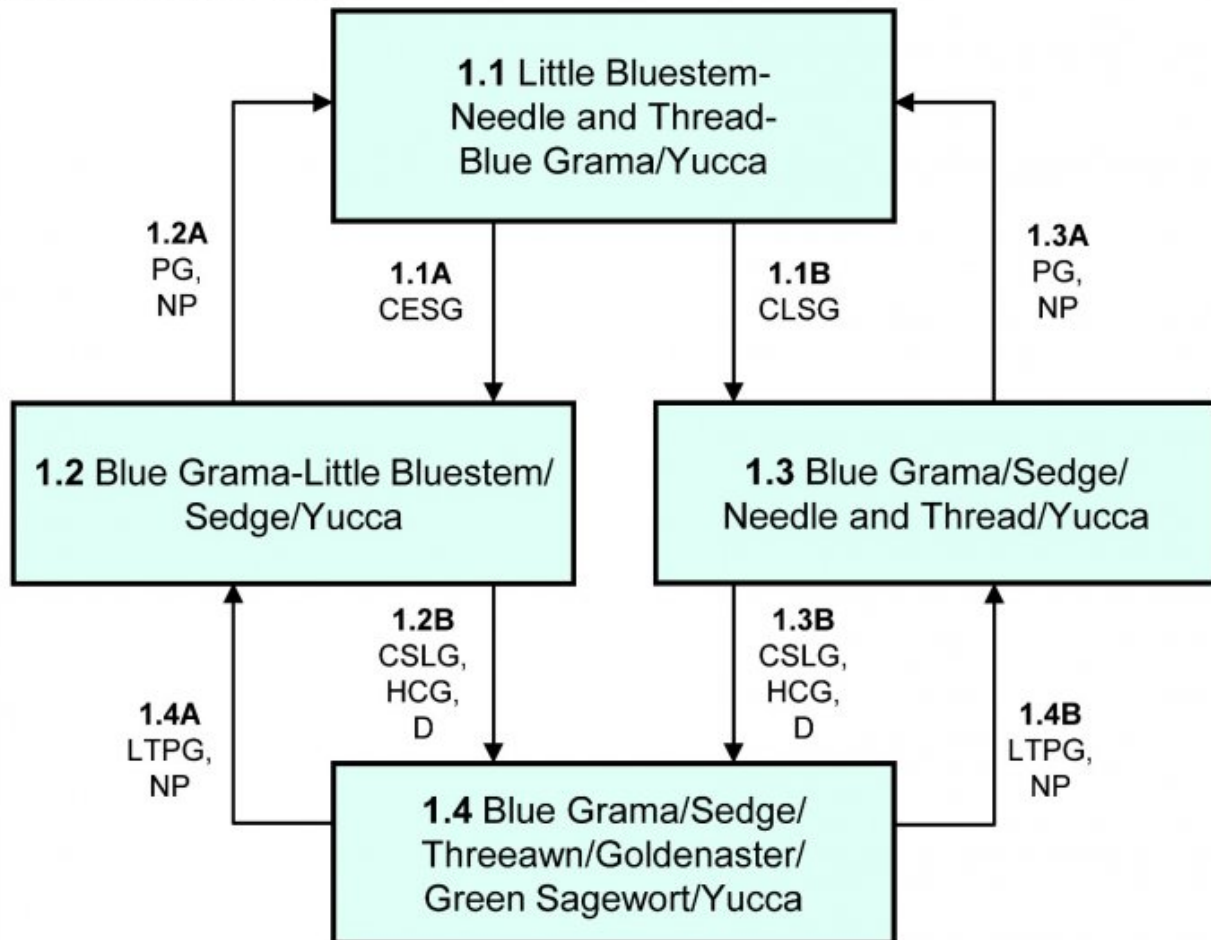 1.1 Little Bluestem-
Needle and Thread-
Blue Grama/Yucca
1.2A
PG,
NP
1.1A
CESG
1.1B
CLSG
1.3A
PG,
NP
1.2 Blue Grama-Little Bluestem/
Sedge/Yucca
1.3 Blue Grama/Sedge/
Needle and Thread/Yucca
1.4A
LTPG,
NP
1.2B
CSLG,
HCG,
D
1.3B
CSLG,
HCG,
D
1.4B
LTPG,
NP
1.4 Blue Grama/Sedge/
Threeawn/Goldenaster/
Green Sagewort/Yucca